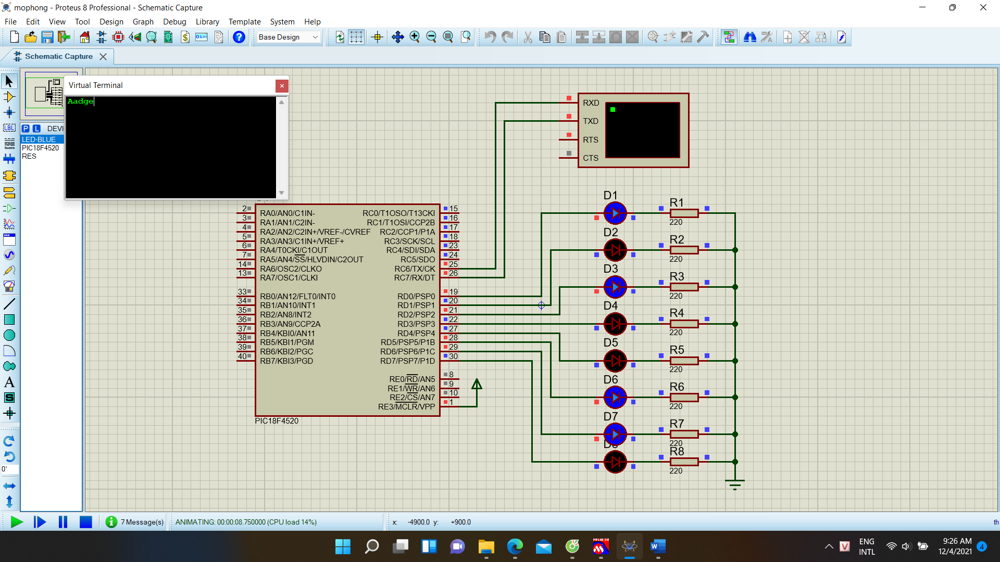 mophong - Proteus 8 Professional - Schematic Capture
File Edit View Tool Design Graph Debug Library Template System Help
Base Design
Schematic Capture
Virtual Terminal
Aadge
P L DEVI
LED-BLUE
PIC18F4520
RES
LBL
A
S
0°
RXD
TXD
RTS
CTS
2 RA0/AN0/C1IN- RC0/T1OSO/T13CKI 15
3 RA1/AN1/C2IN- RC1/T1OSI/CCP2B 16
4 RA2/AN2/C2IN+/VREF-/CVREF RC2/CCP1/P1A 17
5 RA3/AN3/C1IN+/VREF+ RC3/SCK/SCL 18
6 RA4/T0CKI/C1OUT RC4/SDI/SDA 23
7 RA5/AN4/SS/HLVDIN/C2OUT RC5/SDO 24
14 RA6/OSC2/CLKO RC6/TX/CK 25
13 RA7/OSC1/CLKI RC7/RX/DT 26
33 RB0/AN12/FLT0/INT0 RD0/PSP0 19
34 RB1/AN10/INT1 RD1/PSP1 20
35 RB2/AN8/INT2 RD2/PSP2 21
36 RB3/AN9/CCP2A RD3/PSP3 22
37 RB4/KBI0/AN11 RD4/PSP4 27
38 RB5/KBI1/PGM RD5/PSP5/P1B 28
39 RB6/KBI2/PGC RD6/PSP6/P1C 29
40 RB7/KBI3/PGD RD7/PSP7/P1D 30
RE0/RD/AN5 8
RE1/WR/AN6 9
RE2/CS/AN7 10
RE3/MCLR/VPP 1
PIC18F4520
D1 R1
220
D2 R2
220
D3 R3
220
D4 R4
220
D5 R5
220
D6 R6
220
D7 R7
220
D8 R8
220
7 Message(s) ANIMATING: 00:00:08.750000 (CPU load 14%) x: -4900.0 y: +900.0 th
ENG
INTL
9:26 AM
12/4/2021
4